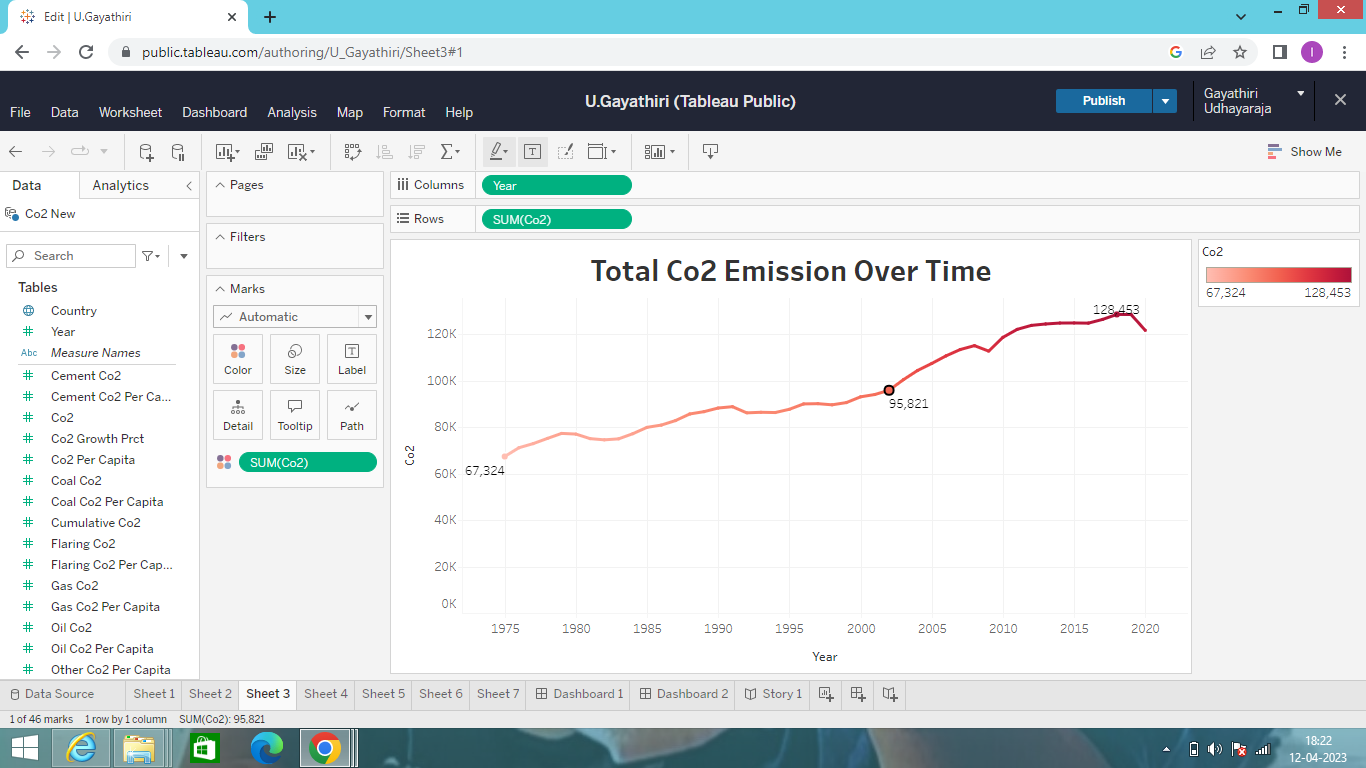 Edit | U.Gayathiri
public.tableau.com/authoring/U_Gayathiri/Sheet3#1
I
File Data Worksheet Dashboard Analysis Map Format Help
U.Gayathiri (Tableau Public)
Publish
Gayathiri
Udhayaraja
Show Me
Data
Analytics
Co2 New
Search
Tables
Country
Year
Abc Measure Names
Cement Co2
Cement Co2 Per Ca...
Co2
Co2 Growth Prct
Co2 Per Capita
Coal Co2
Coal Co2 Per Capita
Cumulative Co2
Flaring Co2
Flaring Co2 Per Cap...
Gas Co2
Gas Co2 Per Capita
Oil Co2
Oil Co2 Per Capita
Other Co2 Per Capita
Pages
Filters
Marks
Automatic
Color Size Label
Detail Tooltip Path
SUM(Co2)
Columns Year
Rows SUM(Co2)
Total Co2 Emission Over Time
120K
100K
80K
60K
40K
20K
0K
Co2
67,324
95,821
128,453
1975 1980 1985 1990 1995 2000 2005 2010 2015 2020
Year
Co2
67,324 128,453
Data Source Sheet 1 Sheet 2 Sheet 3 Sheet 4 Sheet 5 Sheet 6 Sheet 7 Dashboard 1 Dashboard 2 Story 1
1 of 46 marks 1 row by 1 column SUM(Co2): 95,821
18:22
12-04-2023